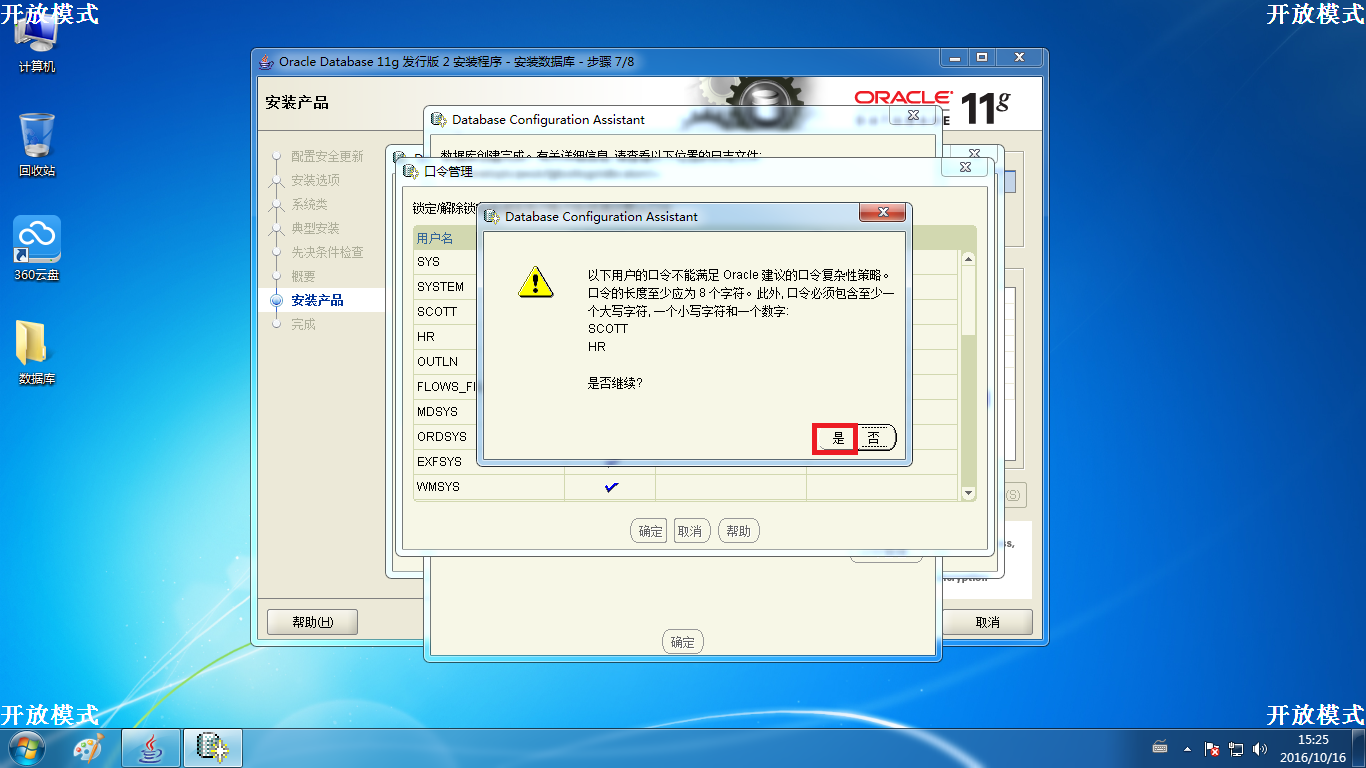 开放模式
开放模式
计算机
回收站
360云盘
数据库
Oracle Database 11g 发行版 2 安装程序 - 安装数据库 - 步骤 7/8
安装产品
ORACLE
11g
配置安全更新
安装选项
系统类
典型安装
先决条件检查
概要
安装产品
完成
Database Configuration Assistant
数据库创建完成。有关详细信息, 请查看以下位置的日志文件:
口令管理
锁定/解除锁
用户名
SYS
SYSTEM
SCOTT
HR
OUTLN
FLOWS_FI
MDSYS
ORDSYS
EXFSYS
WMSYS
Database Configuration Assistant
以下用户的口令不能满足 Oracle 建议的口令复杂性策略。
口令的长度至少应为 8 个字符。此外, 口令必须包含至少一
个大写字符, 一个小写字符和一个数字:
SCOTT
HR
是否继续?
是
否
确定
取消
帮助
(S)
ss,
帮助(H)
确定
取消
开放模式
开放模式
15:25
2016/10/16